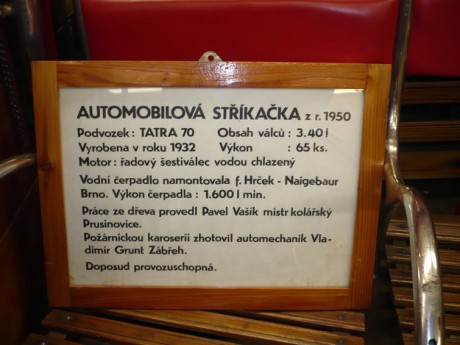 AUTOMOBILOVÁ STŘÍKAČKA z r. 1950
Podvozek : TATRA 70 Obsah válců : 3.40 l
Vyrobena v roku 1932 Výkon : 65 ks.
Motor : řadový šestiválec vodou chlazený
Vodní čerpadlo namontovala f. Hrček - Naigebaur
Brno. Výkon čerpadla : 1.600 l min.
Práce ze dřeva provedl Pavel Vašík mistr kolářský
Prusinovice.
Požárnickou karoserii zhotovil automechanik Vla-
dimír Grunt Zábřeh.
Doposud provozuschopná.